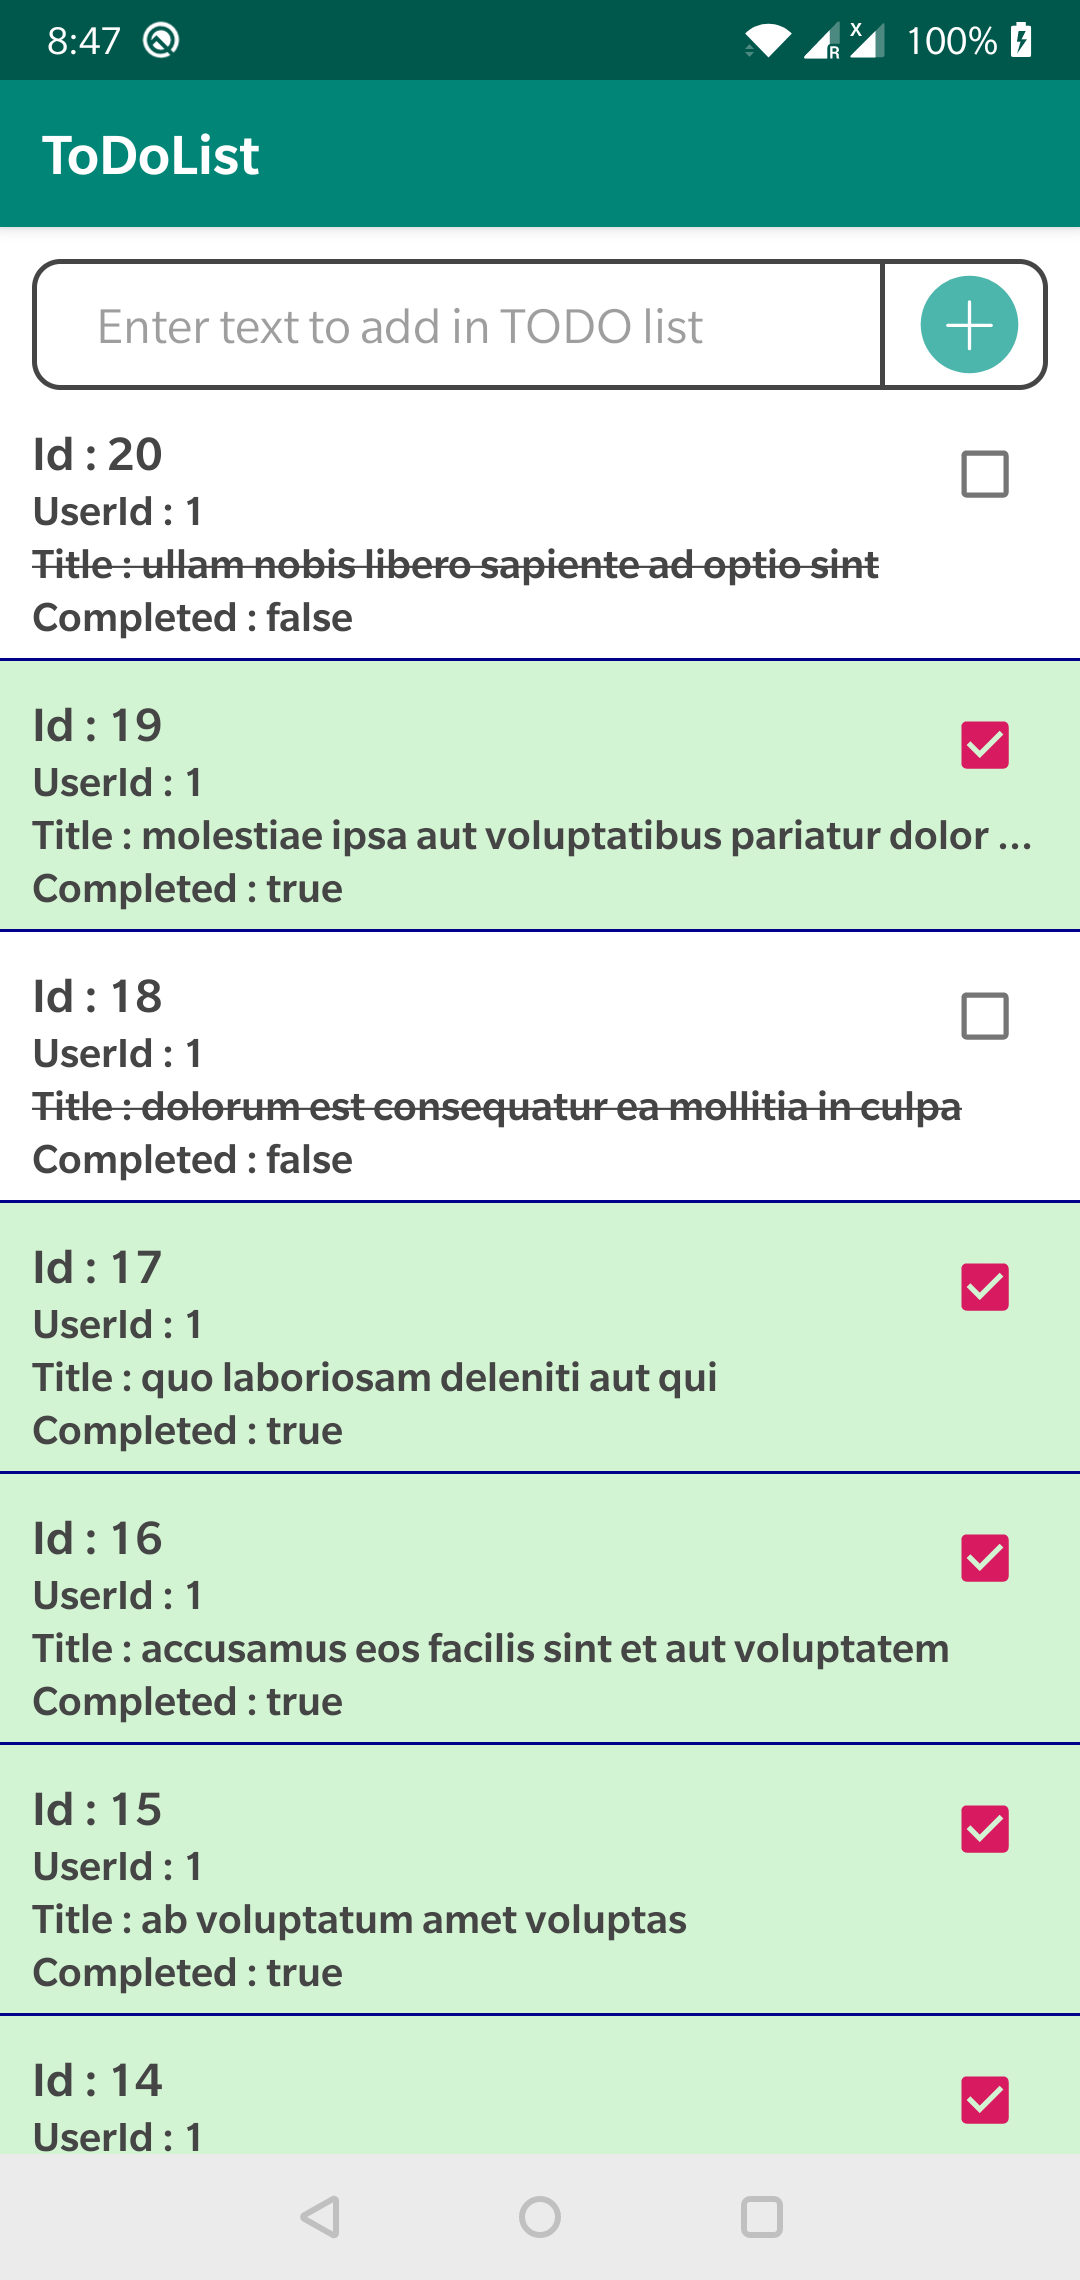 8:47
R
x
100%
ToDoList
Enter text to add in TODO list
Id : 20
UserId : 1
Title : ullam nobis libero sapiente ad optio sint
Completed : false
Id : 19
UserId : 1
Title : molestiae ipsa aut voluptatibus pariatur dolor ...
Completed : true
Id : 18
UserId : 1
Title : dolorum est consequatur ea mollitia in culpa
Completed : false
Id : 17
UserId : 1
Title : quo laboriosam deleniti aut qui
Completed : true
Id : 16
UserId : 1
Title : accusamus eos facilis sint et aut voluptatem
Completed : true
Id : 15
UserId : 1
Title : ab voluptatum amet voluptas
Completed : true
Id : 14
UserId : 1